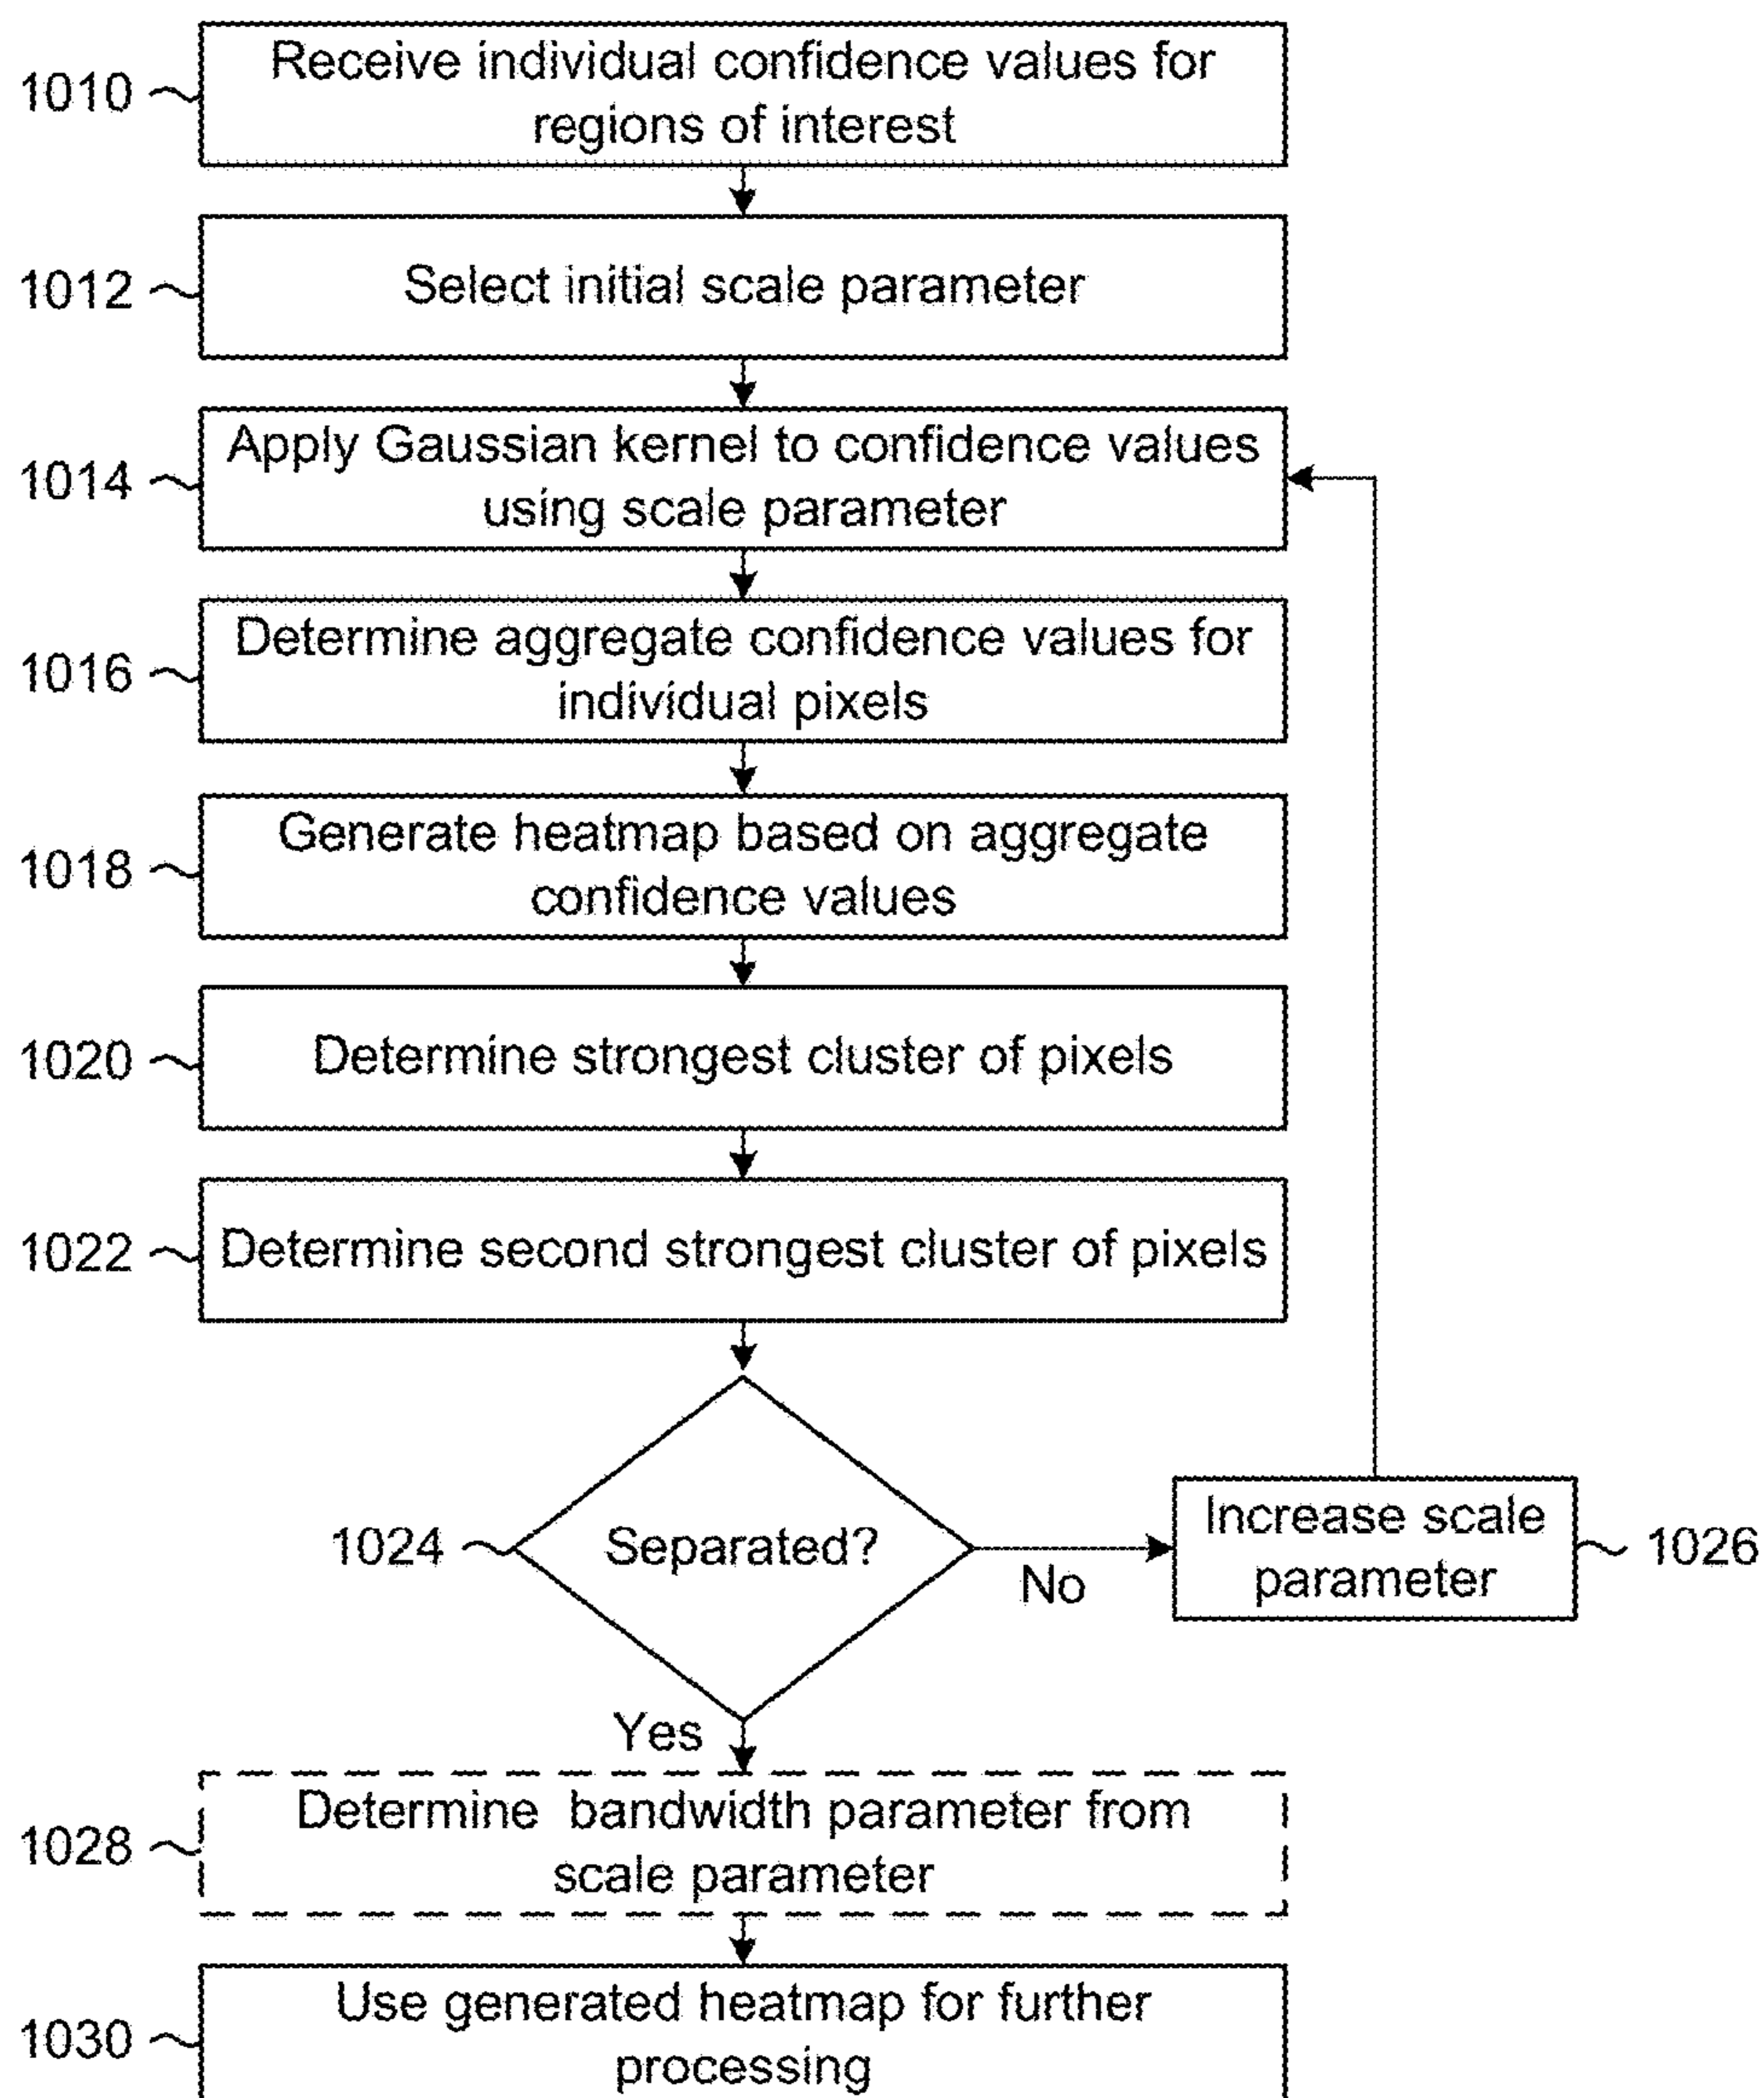 1010
Receive individual confidence values for
regions of interest
1012
Select initial scale parameter
1014
Apply Gaussian kernel to confidence values
using scale parameter
1016
Determine aggregate confidence values for
individual pixels
1018
Generate heatmap based on aggregate
confidence values
1020
Determine strongest cluster of pixels
1022
Determine second strongest cluster of pixels
1024
Separated?
No
Increase scale
parameter
1026
Yes
1028
Determine bandwidth parameter from
scale parameter
1030
Use generated heatmap for further
processing